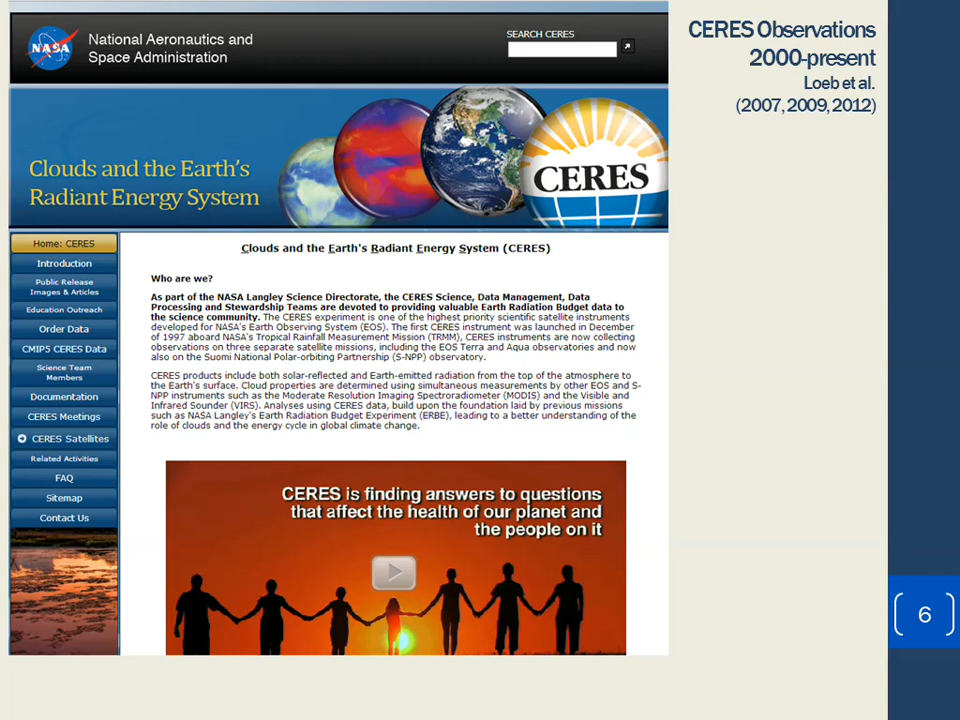 NASA
National Aeronautics and
Space Administration
SEARCH CERES
Clouds and the Earth's
Radiant Energy System
CERES
CERES Observations
2000-present
Loeb et al.
(2007, 2009, 2012)
Home: CERES
Introduction
Public Release
Images & Articles
Education Outreach
Order Data
CMIP5 CERES Data
Science Team
Members
Documentation
CERES Meetings
CERES Satellites
Related Activities
FAQ
Sitemap
Contact Us
Clouds and the Earth's Radiant Energy System (CERES)
Who are we?
As part of the NASA Langley Science Directorate, the CERES Science, Data Management, Data
Processing and Stewardship Teams are devoted to providing valuable Earth Radiation Budget data to
the science community. The CERES experiment is one of the highest priority scientific satellite instruments
developed for NASA's Earth Observing System (EOS). The first CERES instrument was launched in December
of 1997 aboard NASA's Tropical Rainfall Measurement Mission (TRMM), CERES instruments are now collecting
observations on three separate satellite missions, including the EOS Terra and Aqua observatories and now
also on the Suomi National Polar-orbiting Partnership (S-NPP) observatory.
CERES products include both solar-reflected and Earth-emitted radiation from the top of the atmosphere to
the Earth's surface. Cloud properties are determined using simultaneous measurements by other EOS and S-
NPP instruments such as the Moderate Resolution Imaging Spectroradiometer (MODIS) and the Visible and
Infrared Sounder (VIRS). Analyses using CERES data, build upon the foundation laid by previous missions
such as NASA Langley's Earth Radiation Budget Experiment (ERBE), leading to a better understanding of the
role of clouds and the energy cycle in global climate change.
CERES is finding answers to questions
that affect the health of our planet and
the people on it
6